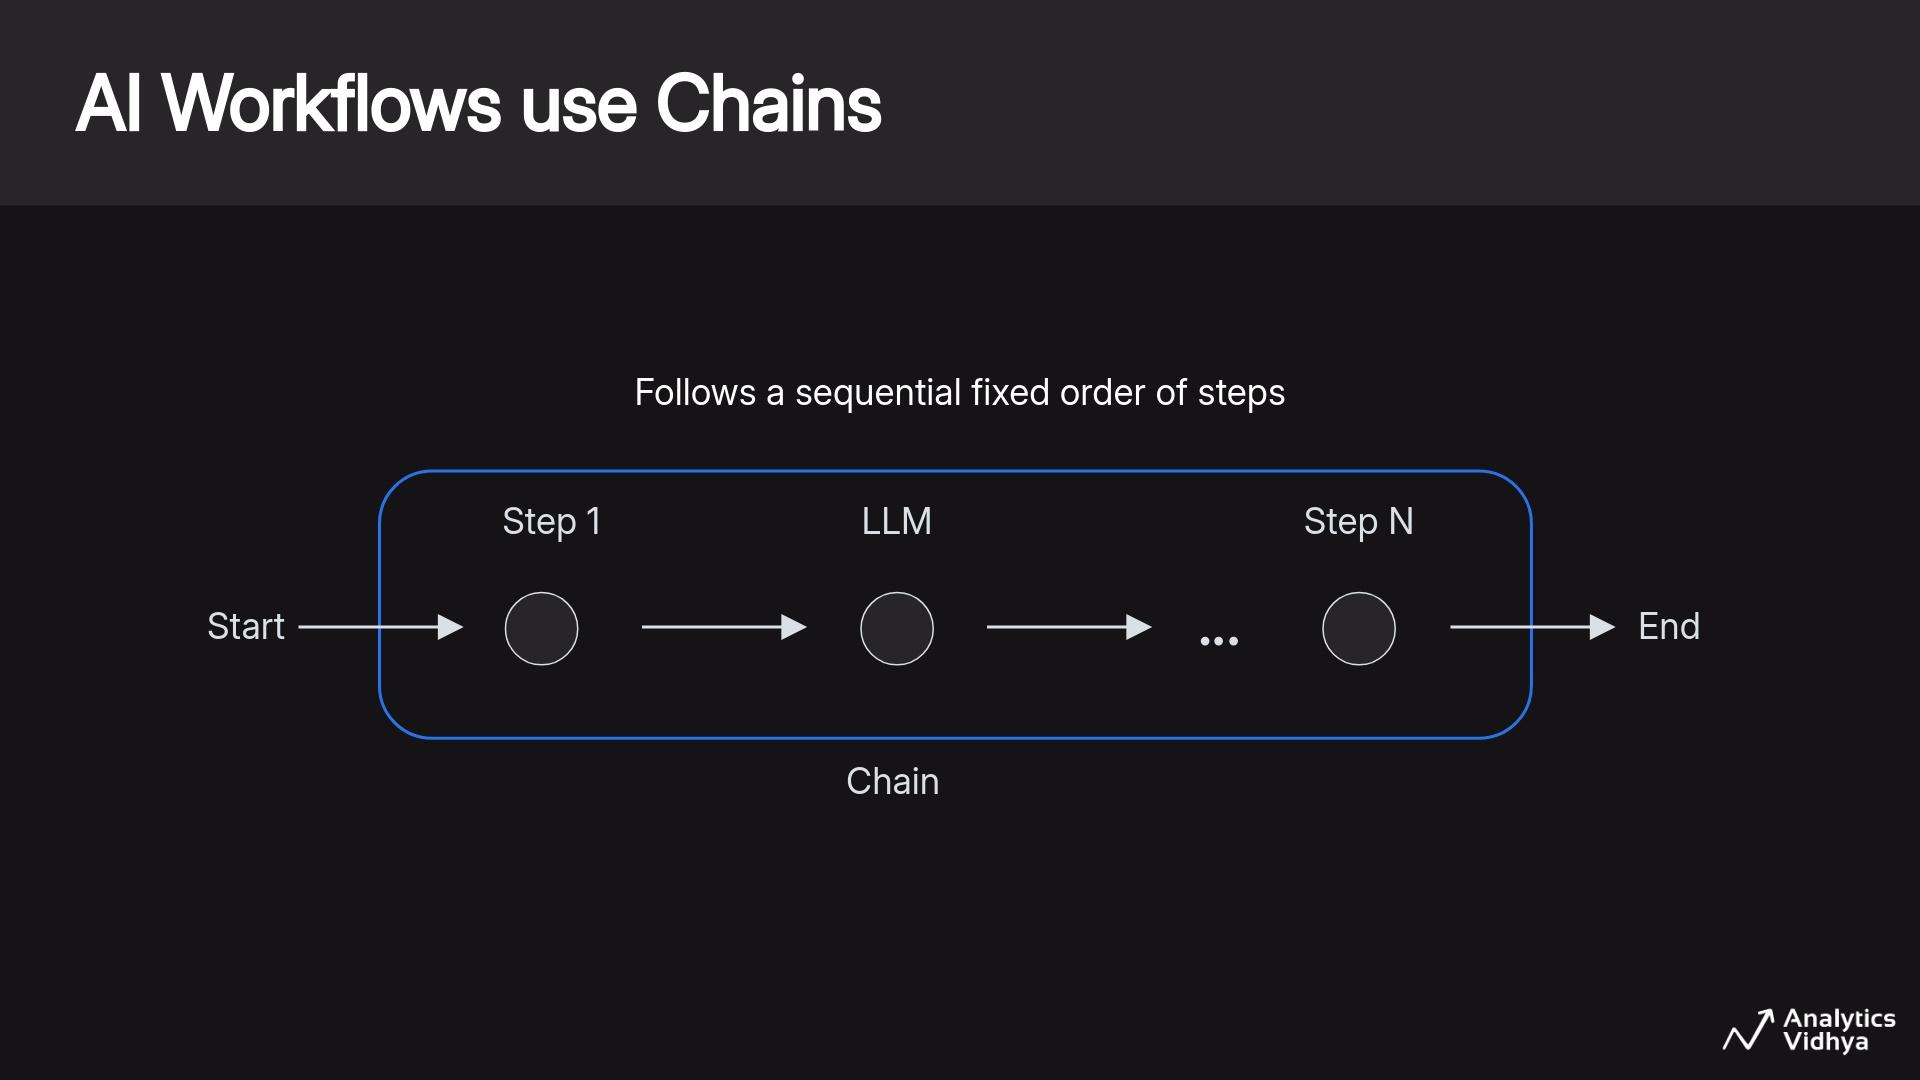 AI Workflows use Chains
Follows a sequential fixed order of steps
Step 1
LLM
Step N
Start
...
End
Chain
Analytics
Vidhya